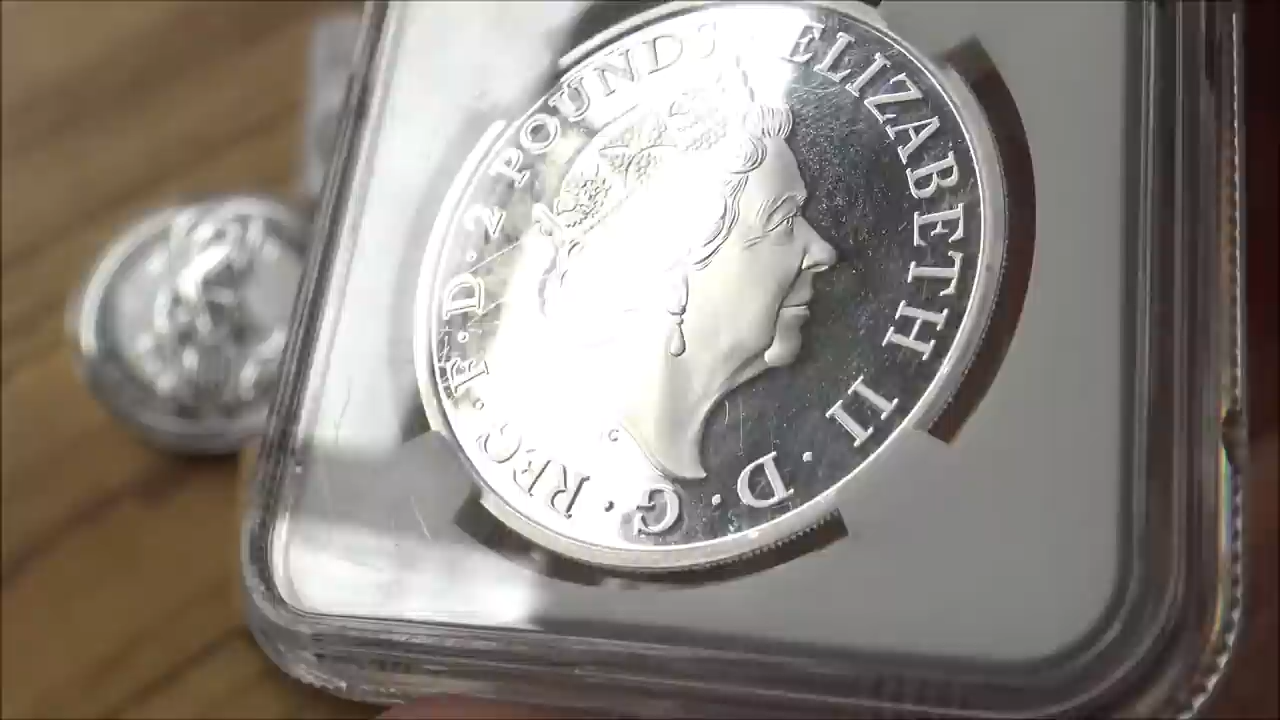 ELIZABETH II · D · G · REG · F · D · 2 POUNDS